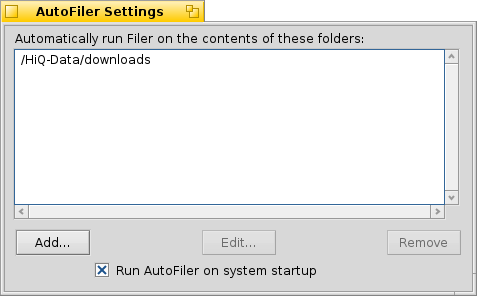 AutoFiler Settings
Automatically run Filer on the contents of these folders:
/HiQ-Data/downloads
Add...
Edit...
Remove
Run AutoFiler on system startup